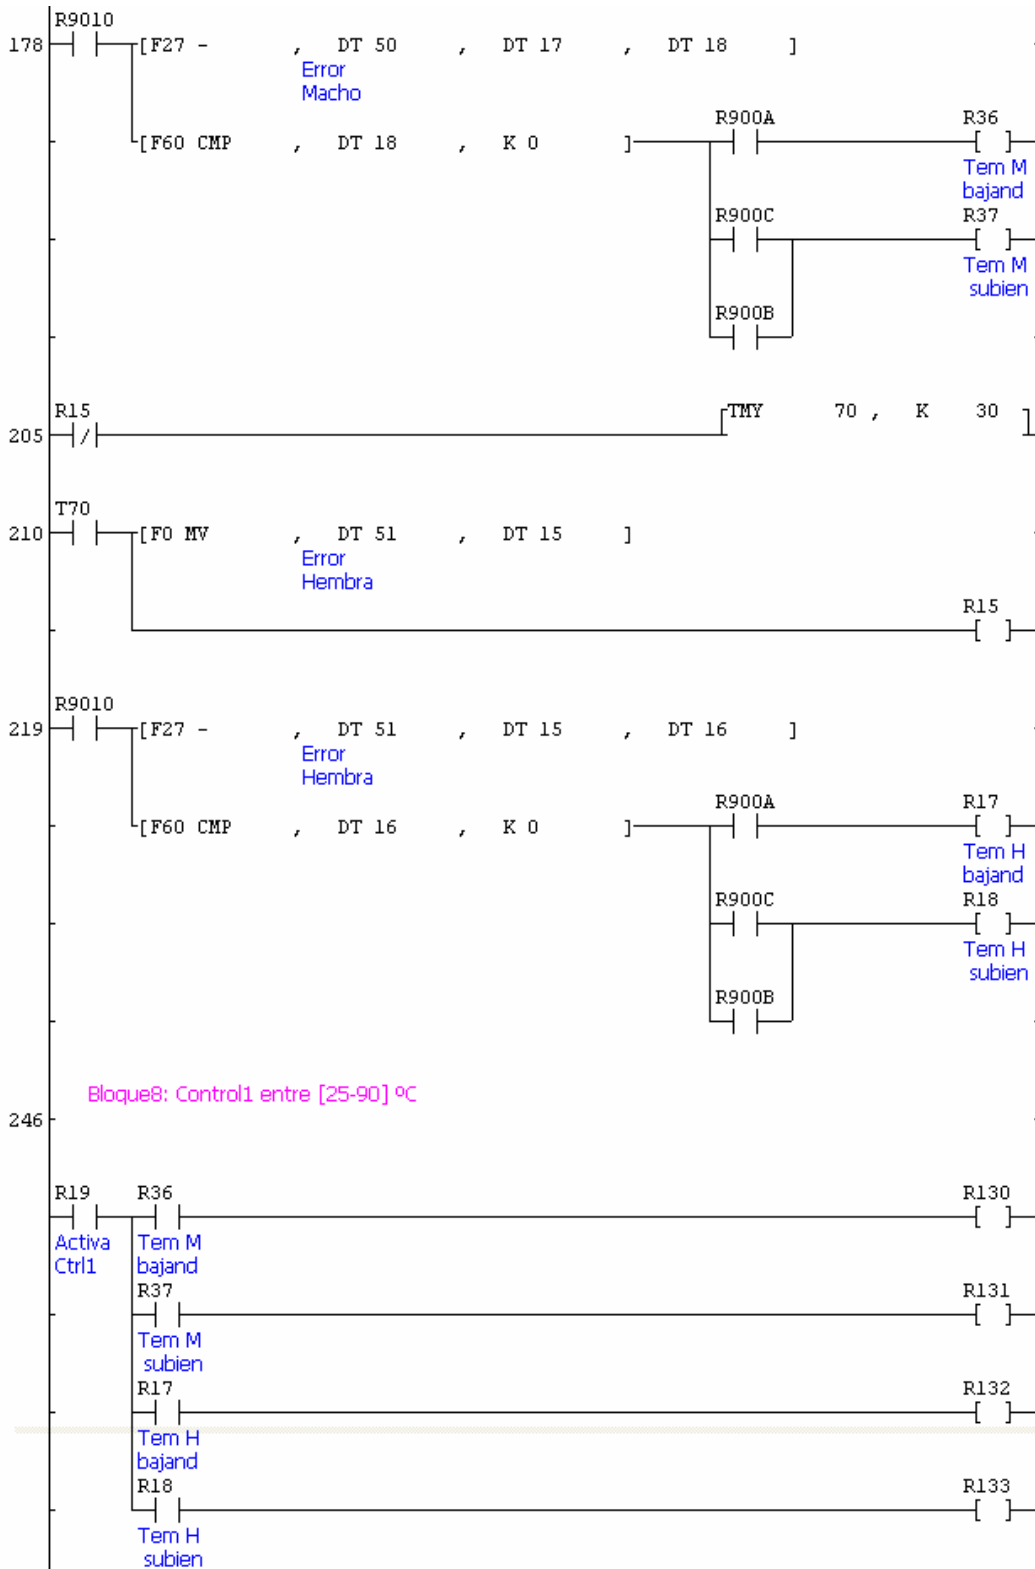 R9010
178 [F27 - , DT 50 , DT 17 , DT 18 ]
Error
Macho
R900A R36
[F60 CMP , DT 18 , K 0 ] [ ]
Tem M
bajand
R900C R37
[ ]
Tem M
subien
R900B
R15 TMY 70 , K 30
205 /
T70
210 [F0 MV , DT 51 , DT 15 ]
Error
Hembra
R15
[ ]
R9010
219 [F27 - , DT 51 , DT 15 , DT 16 ]
Error
Hembra
R900A R17
[F60 CMP , DT 16 , K 0 ] [ ]
Tem H
bajand
R900C R18
[ ]
Tem H
subien
R900B
Bloque8: Control1 entre [25-90] ºC
246
R19 R36 R130
[ ]
Activa Tem M
Ctrl1 bajand
R37 R131
[ ]
Tem M
subien
R17 R132
[ ]
Tem H
bajand
R18 R133
[ ]
Tem H
subien